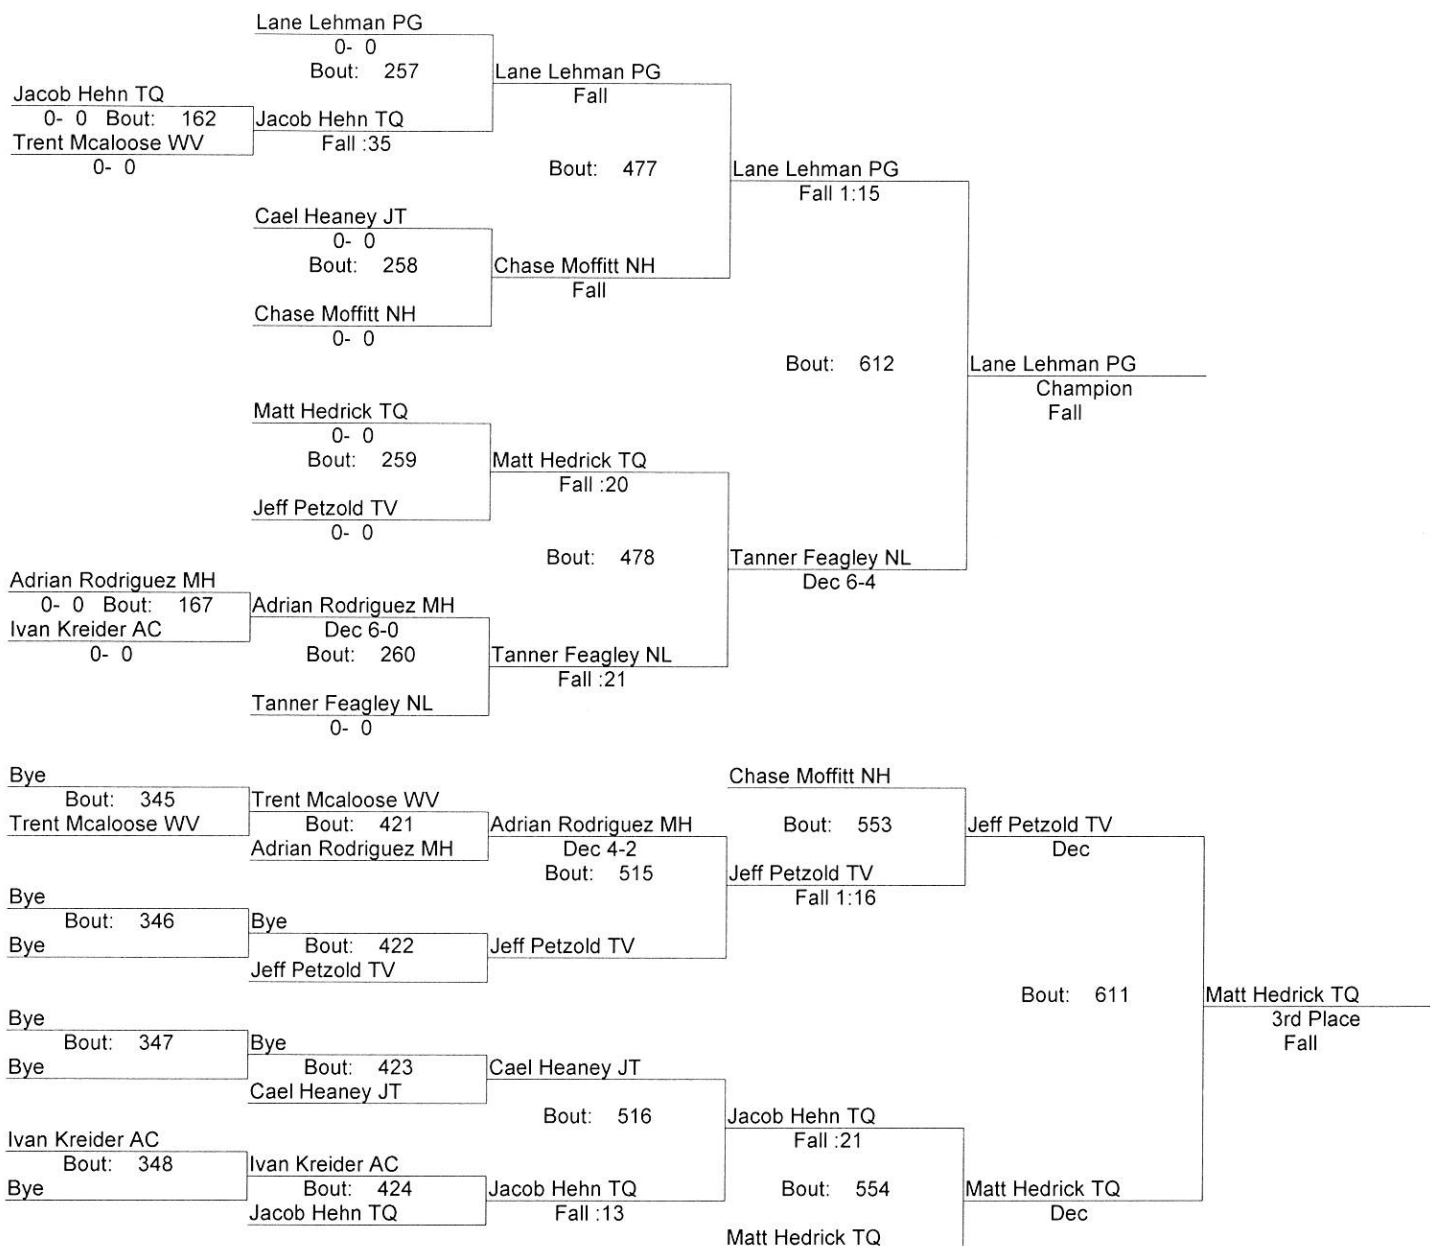 Lane Lehman PG
0- 0
Bout: 257
Lane Lehman PG
Fall
Jacob Hehn TQ
0- 0 Bout: 162
Jacob Hehn TQ
Trent Mcaloose WV
Fall :35
0- 0
Bout: 477
Lane Lehman PG
Fall 1:15
Cael Heaney JT
0- 0
Bout: 258
Chase Moffitt NH
Fall
Chase Moffitt NH
0- 0
Bout: 612
Lane Lehman PG
Champion
Fall
Matt Hedrick TQ
0- 0
Bout: 259
Matt Hedrick TQ
Fall :20
Jeff Petzold TV
0- 0
Bout: 478
Tanner Feagley NL
Dec 6-4
Adrian Rodriguez MH
0- 0 Bout: 167
Adrian Rodriguez MH
Ivan Kreider AC
Dec 6-0
0- 0
Bout: 260
Tanner Feagley NL
Fall :21
Tanner Feagley NL
0- 0
Bye
Chase Moffitt NH
Bout: 345
Trent Mcaloose WV
Trent Mcaloose WV
Bout: 421
Adrian Rodriguez MH
Bout: 553
Jeff Petzold TV
Adrian Rodriguez MH
Dec 4-2
Dec
Bout: 515
Jeff Petzold TV
Fall 1:16
Bye
Bout: 346
Bye
Bye
Bout: 422
Jeff Petzold TV
Jeff Petzold TV
Bout: 611
Matt Hedrick TQ
3rd Place
Fall
Bye
Bout: 347
Bye
Bye
Bout: 423
Cael Heaney JT
Cael Heaney JT
Bout: 516
Jacob Hehn TQ
Fall :21
Ivan Kreider AC
Bout: 348
Ivan Kreider AC
Bye
Bout: 424
Jacob Hehn TQ
Bout: 554
Matt Hedrick TQ
Jacob Hehn TQ
Fall :13
Dec
Matt Hedrick TQ